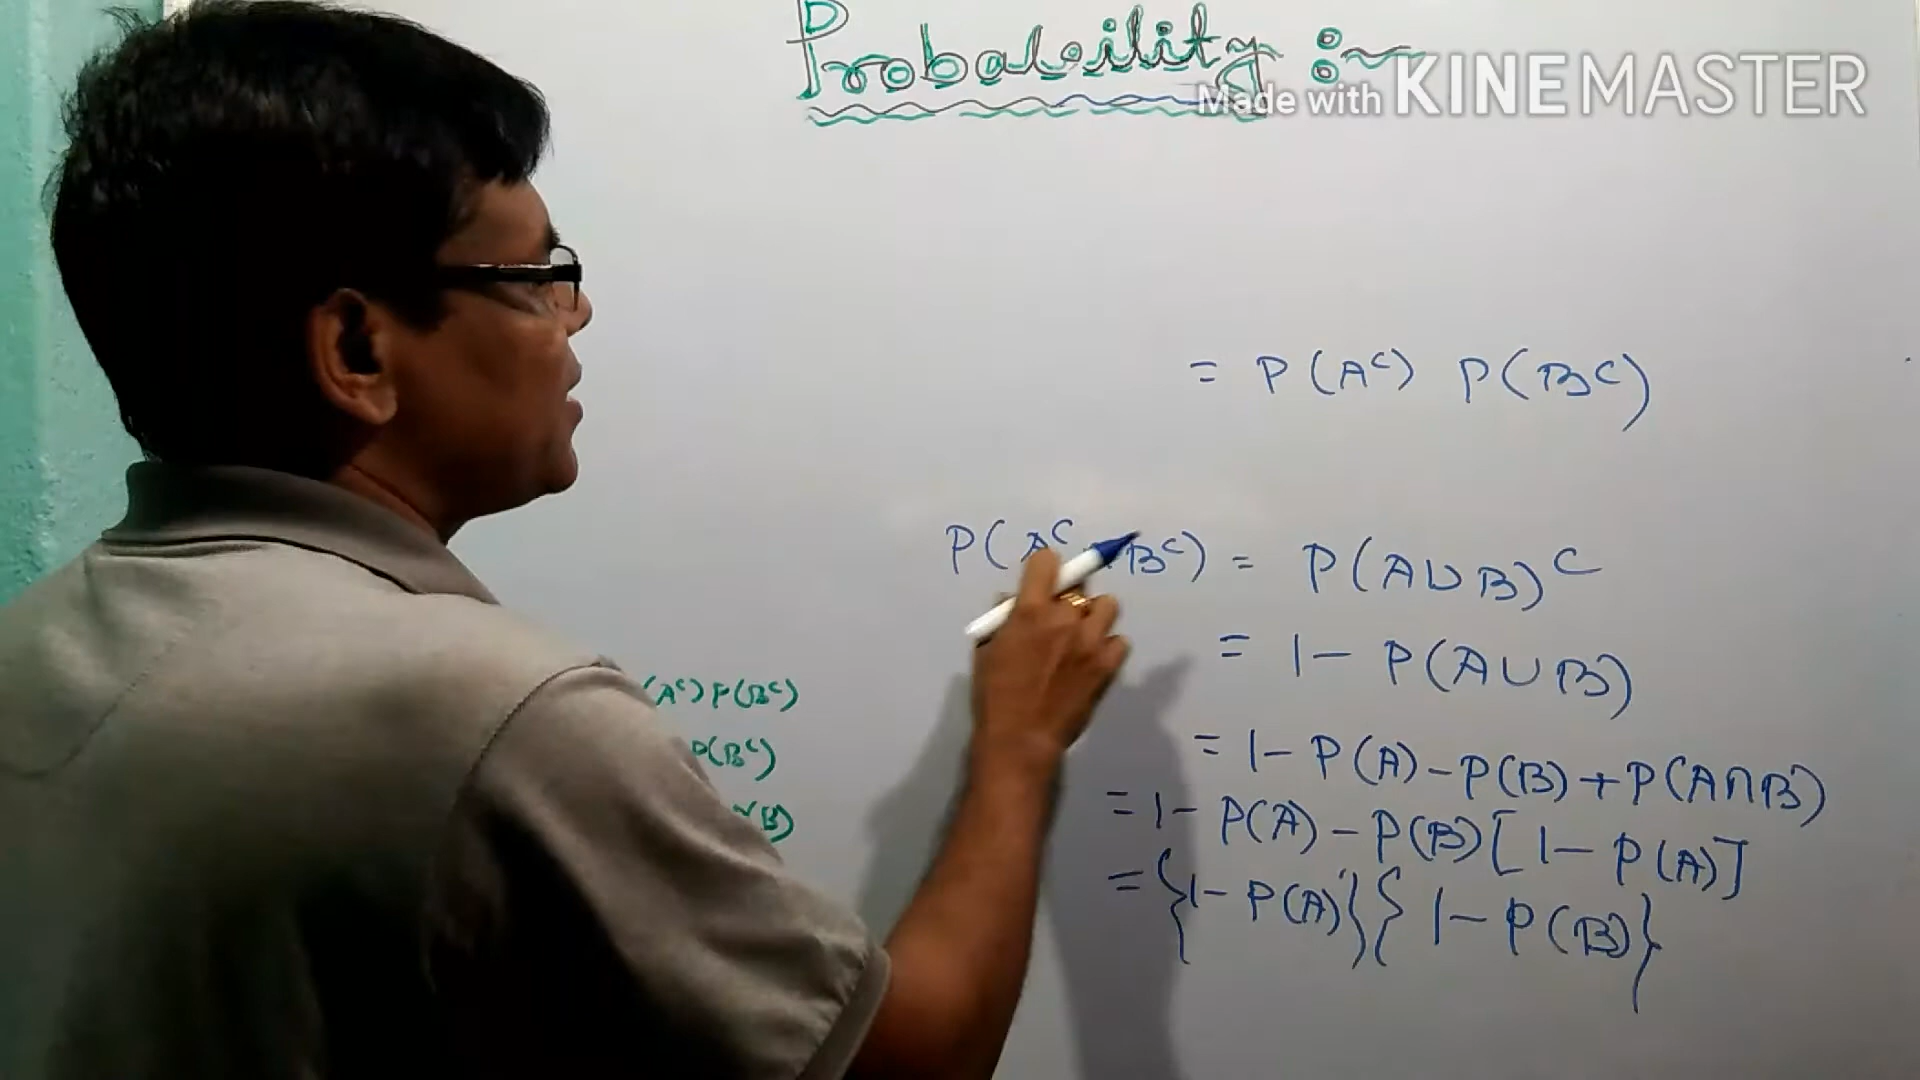 Probability :~
Made with KINEMASTER
= P(Aᶜ) P(Bᶜ)
P(Aᶜ Bᶜ) = P(A∪B)ᶜ
= 1 - P(A∪B)
(Aᶜ) P(Bᶜ)
P(Bᶜ)
= 1 - P(A) - P(B) + P(A∩B)
B)
= 1 - P(A) - P(B) [1 - P(A)]
= {1 - P(A)} {1 - P(B)}